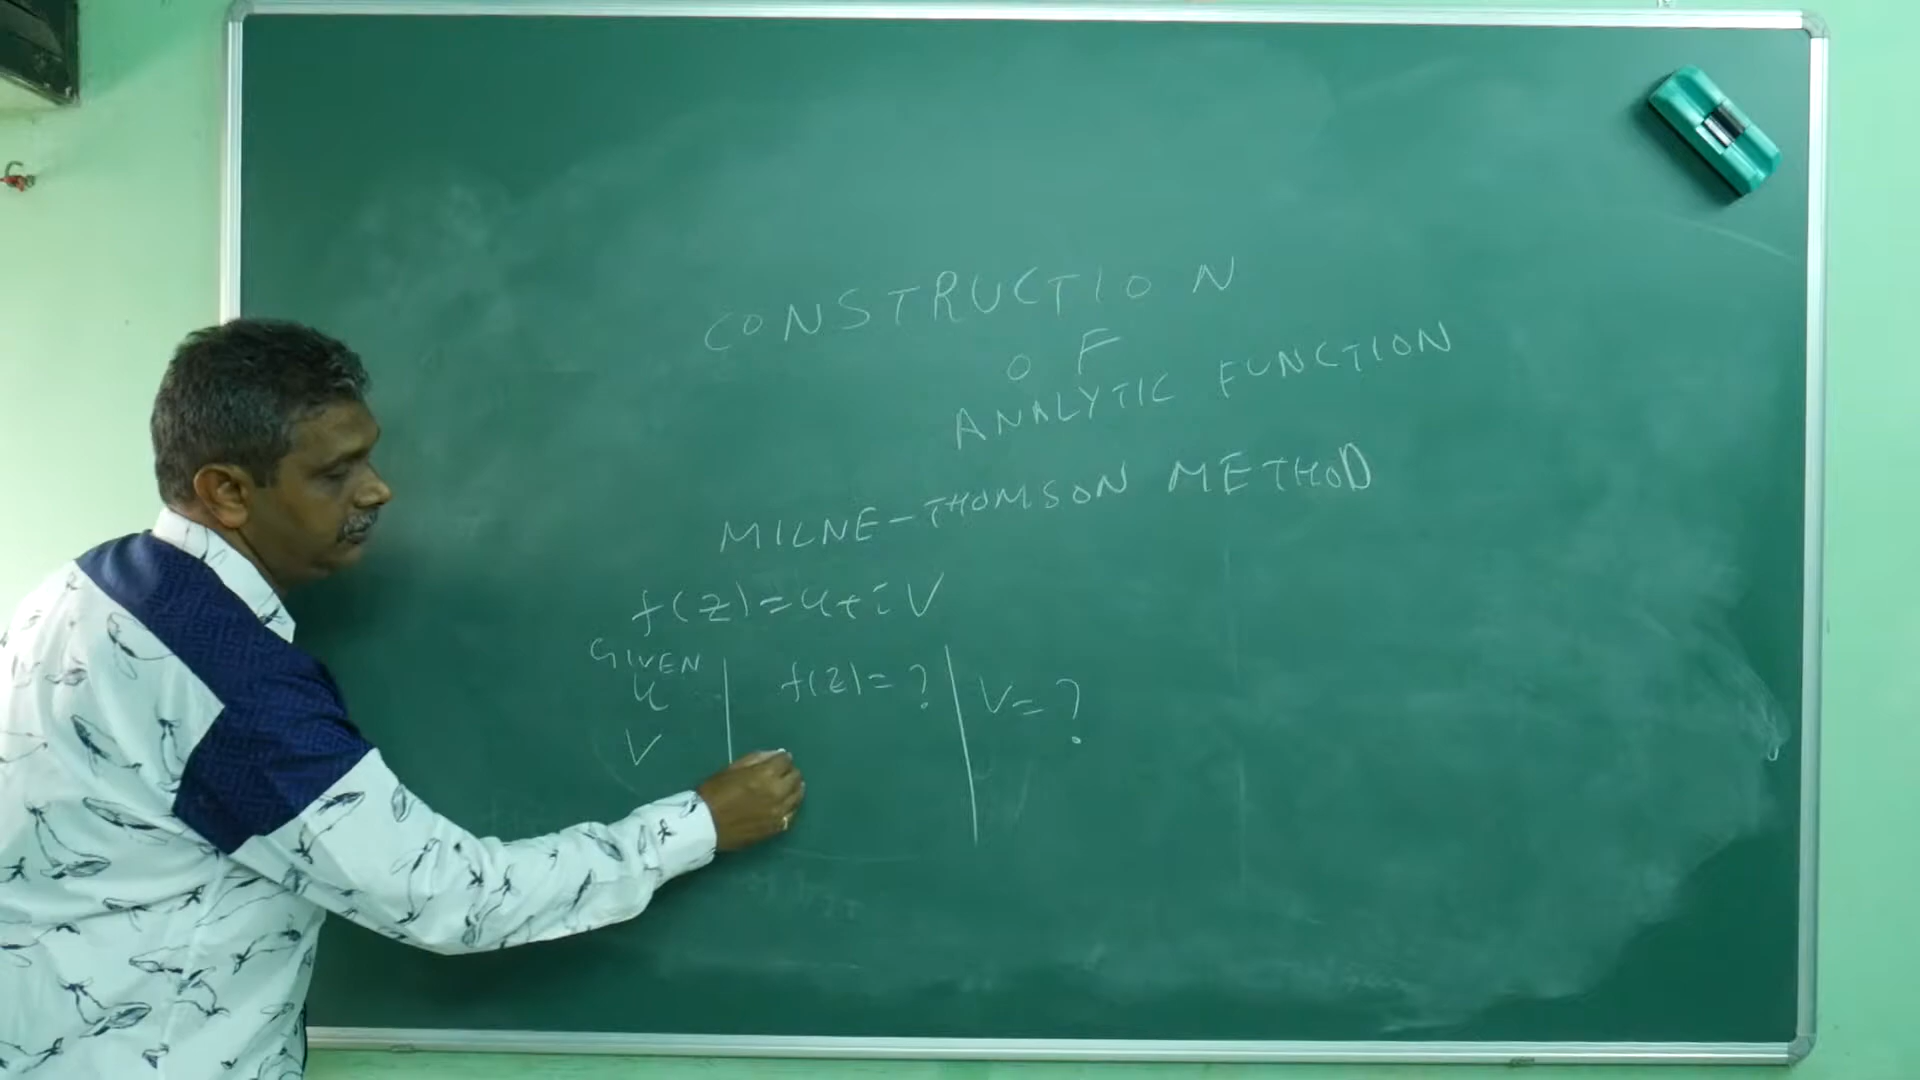 CONSTRUCTION
OF
ANALYTIC FUNCTION
MILNE-THOMSON METHOD
f(z)=u+iV
GIVEN
u f(z)=? V=?
V